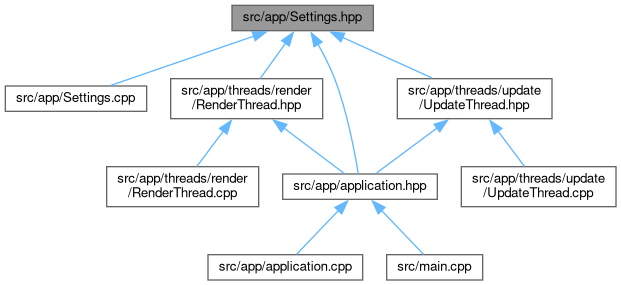 src/app/Settings.hpp
src/app/Settings.cpp
src/app/threads/render
/RenderThread.hpp
src/app/threads/update
/UpdateThread.hpp
src/app/threads/render
/RenderThread.cpp
src/app/application.hpp
src/app/threads/update
/UpdateThread.cpp
src/app/application.cpp
src/main.cpp